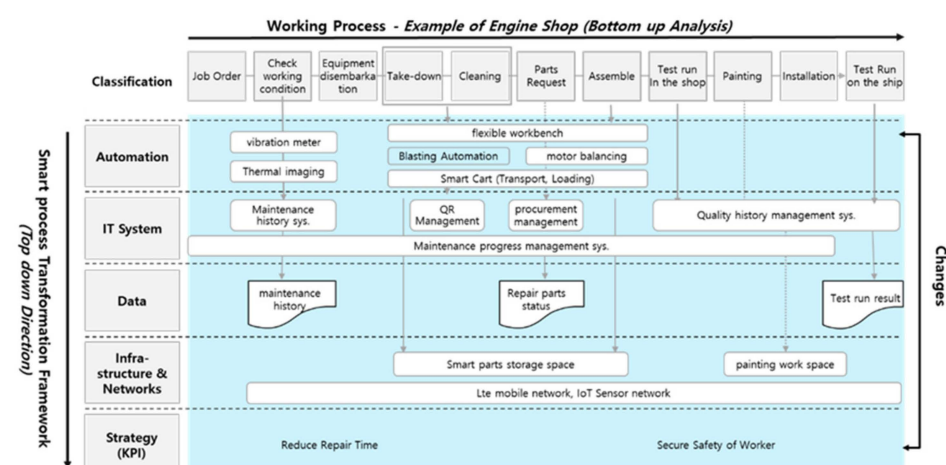 Working Process - Example of Engine Shop (Bottom up Analysis)
Classification
Job Order
Check
working
condition
Equipment
disembarka
tion
Take-down
Cleaning
Parts
Request
Assemble
Test run
In the shop
Painting
Installation
Test Run
on the ship
Smart process Transformation Framework
(Top down Direction)
Changes
Automation
vibration meter
Thermal imaging
flexible workbench
Blasting Automation
motor balancing
Smart Cart (Transport, Loading)
IT System
Maintenance
history sys.
QR
Management
procurement
management
Quality history management sys.
Maintenance progress management sys.
Data
maintenance
history
Repair parts
status
Test run result
Infra-
structure &
Networks
Smart parts storage space
painting work space
Lte mobile network, IoT Sensor network
Strategy
(KPI)
Reduce Repair Time
Secure Safety of Worker